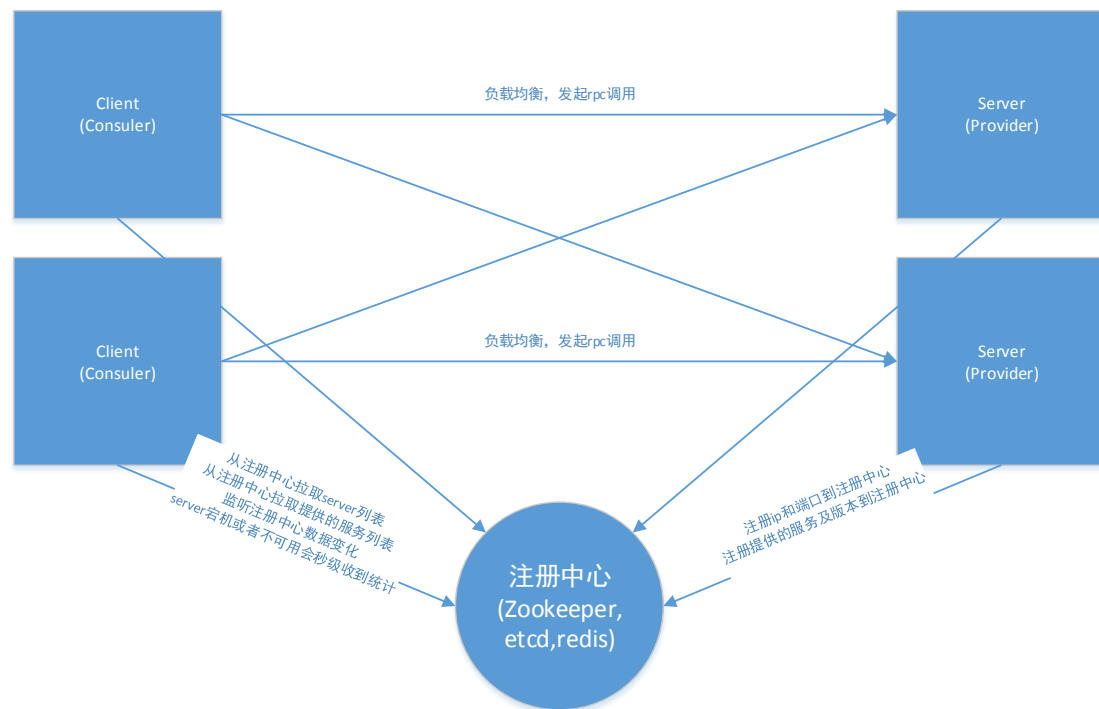 Client
(Consuler)
负载均衡，发起rpc调用
Server
(Provider)
Client
(Consuler)
负载均衡，发起rpc调用
Server
(Provider)
从注册中心拉取server列表
从注册中心拉取提供的服务列表
监听注册中心数据变化
server宕机或者不可用会秒级收到统计
注册ip和端口到注册中心
注册提供的服务及版本到注册中心
注册中心
(Zookeeper,
etcd,redis)